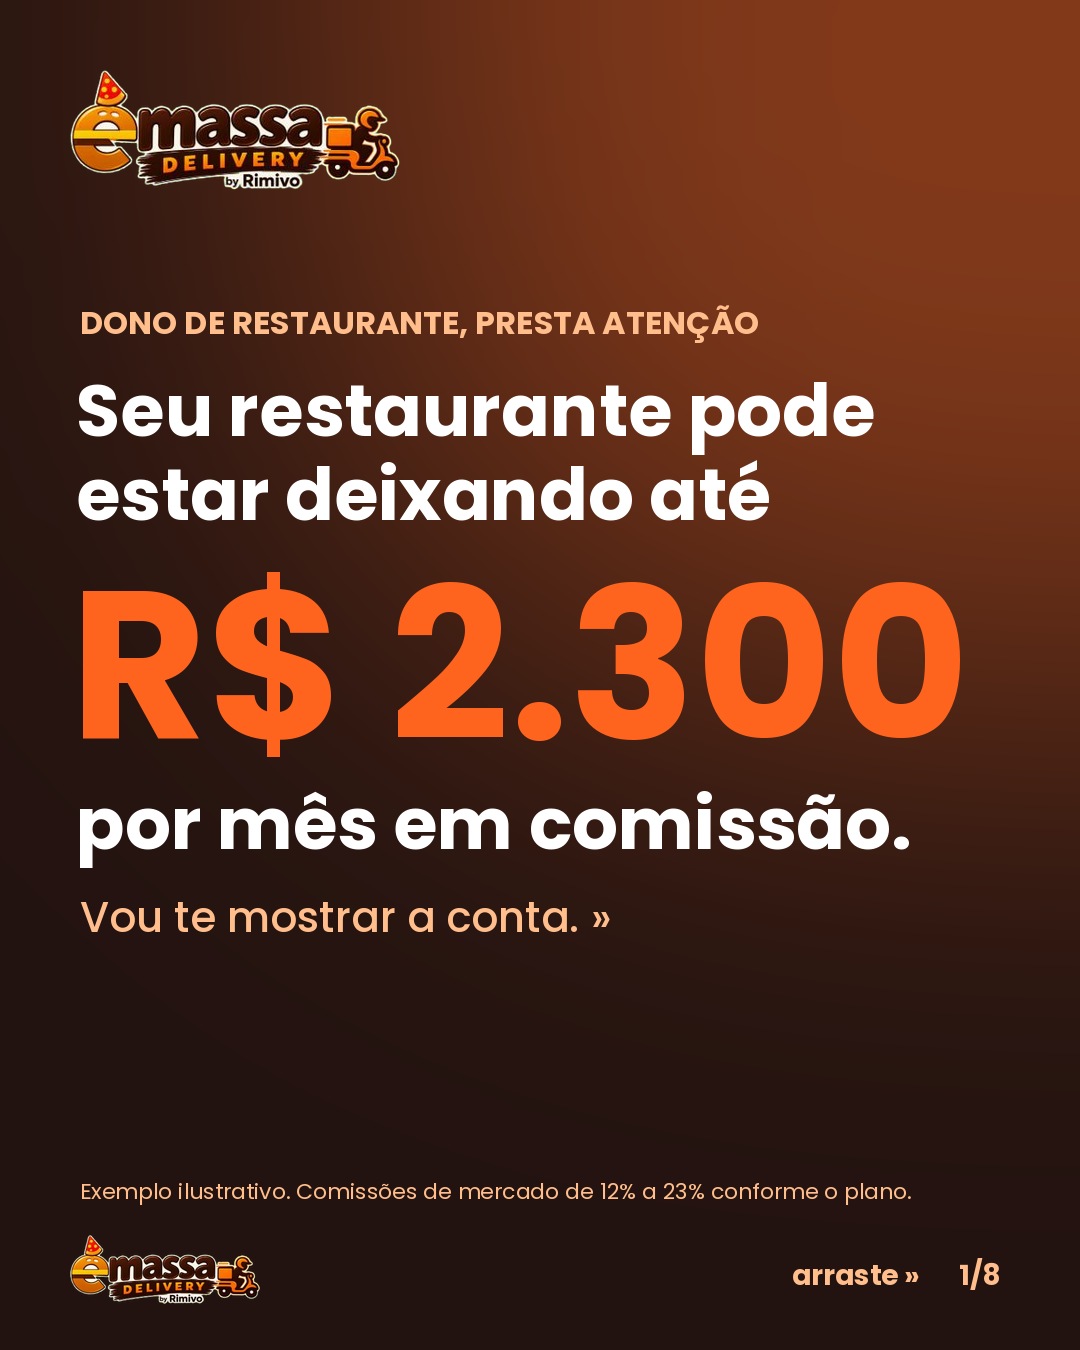 êmassa
DELIVERY
by Rimivo
DONO DE RESTAURANTE, PRESTA ATENÇÃO
Seu restaurante pode
estar deixando até
R$ 2.300
por mês em comissão.
Vou te mostrar a conta. »
Exemplo ilustrativo. Comissões de mercado de 12% a 23% conforme o plano.
êmassa
DELIVERY
by Rimivo
arraste » 1/8